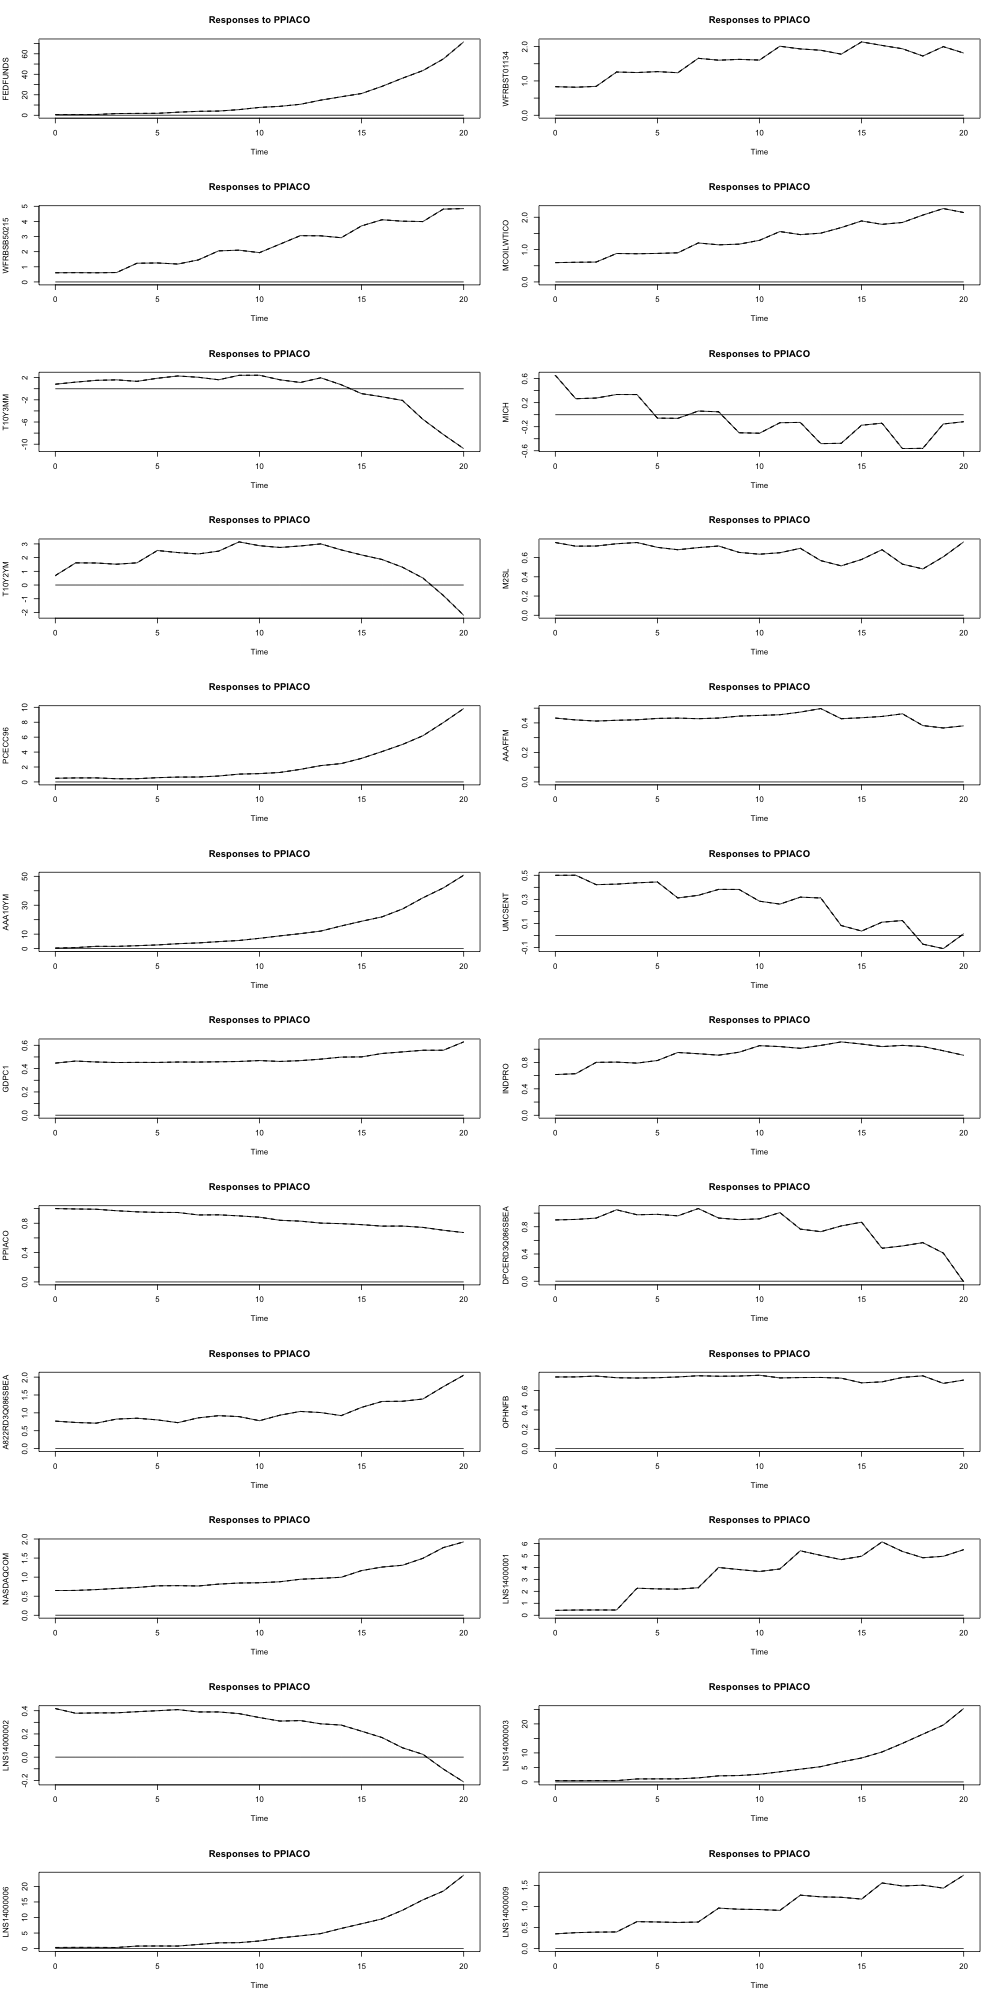 Responses to PPIACO
FEDFUNDS
0 20 40 60
0 5 10 15 20
Time
Responses to PPIACO
WFRBST01134
0.0 1.0 2.0
0 5 10 15 20
Time
Responses to PPIACO
WFRBSB50215
0 1 2 3 4 5
0 5 10 15 20
Time
Responses to PPIACO
MCOILWTICO
0.0 1.0 2.0
0 5 10 15 20
Time
Responses to PPIACO
T10Y3MM
-10 -6 -2 2
0 5 10 15 20
Time
Responses to PPIACO
MICH
-0.6 -0.2 0.2 0.6
0 5 10 15 20
Time
Responses to PPIACO
T10Y2YM
-2 -1 0 1 2 3
0 5 10 15 20
Time
Responses to PPIACO
M2SL
0.0 0.2 0.4 0.6
0 5 10 15 20
Time
Responses to PPIACO
PCECC96
0 2 4 6 8 10
0 5 10 15 20
Time
Responses to PPIACO
AAAFFM
0.0 0.2 0.4
0 5 10 15 20
Time
Responses to PPIACO
AAA10YM
0 10 30 50
0 5 10 15 20
Time
Responses to PPIACO
UMCSENT
-0.1 0.1 0.3 0.5
0 5 10 15 20
Time
Responses to PPIACO
GDPC1
0.0 0.2 0.4 0.6
0 5 10 15 20
Time
Responses to PPIACO
INDPRO
0.0 0.4 0.8
0 5 10 15 20
Time
Responses to PPIACO
PPIACO
0.0 0.4 0.8
0 5 10 15 20
Time
Responses to PPIACO
DPCERD3Q086SBEA
0.0 0.4 0.8
0 5 10 15 20
Time
Responses to PPIACO
A822RD3Q086SBEA
0.0 0.5 1.0 1.5 2.0
0 5 10 15 20
Time
Responses to PPIACO
OPHNFB
0.0 0.2 0.4 0.6
0 5 10 15 20
Time
Responses to PPIACO
NASDAQCOM
0.0 0.5 1.0 1.5 2.0
0 5 10 15 20
Time
Responses to PPIACO
LNS14000001
0 1 2 3 4 5 6
0 5 10 15 20
Time
Responses to PPIACO
LNS14000002
-0.2 0.0 0.2 0.4
0 5 10 15 20
Time
Responses to PPIACO
LNS14000003
0 5 10 20
0 5 10 15 20
Time
Responses to PPIACO
LNS14000006
0 5 10 15 20
0 5 10 15 20
Time
Responses to PPIACO
LNS14000009
0.0 0.5 1.0 1.5
0 5 10 15 20
Time